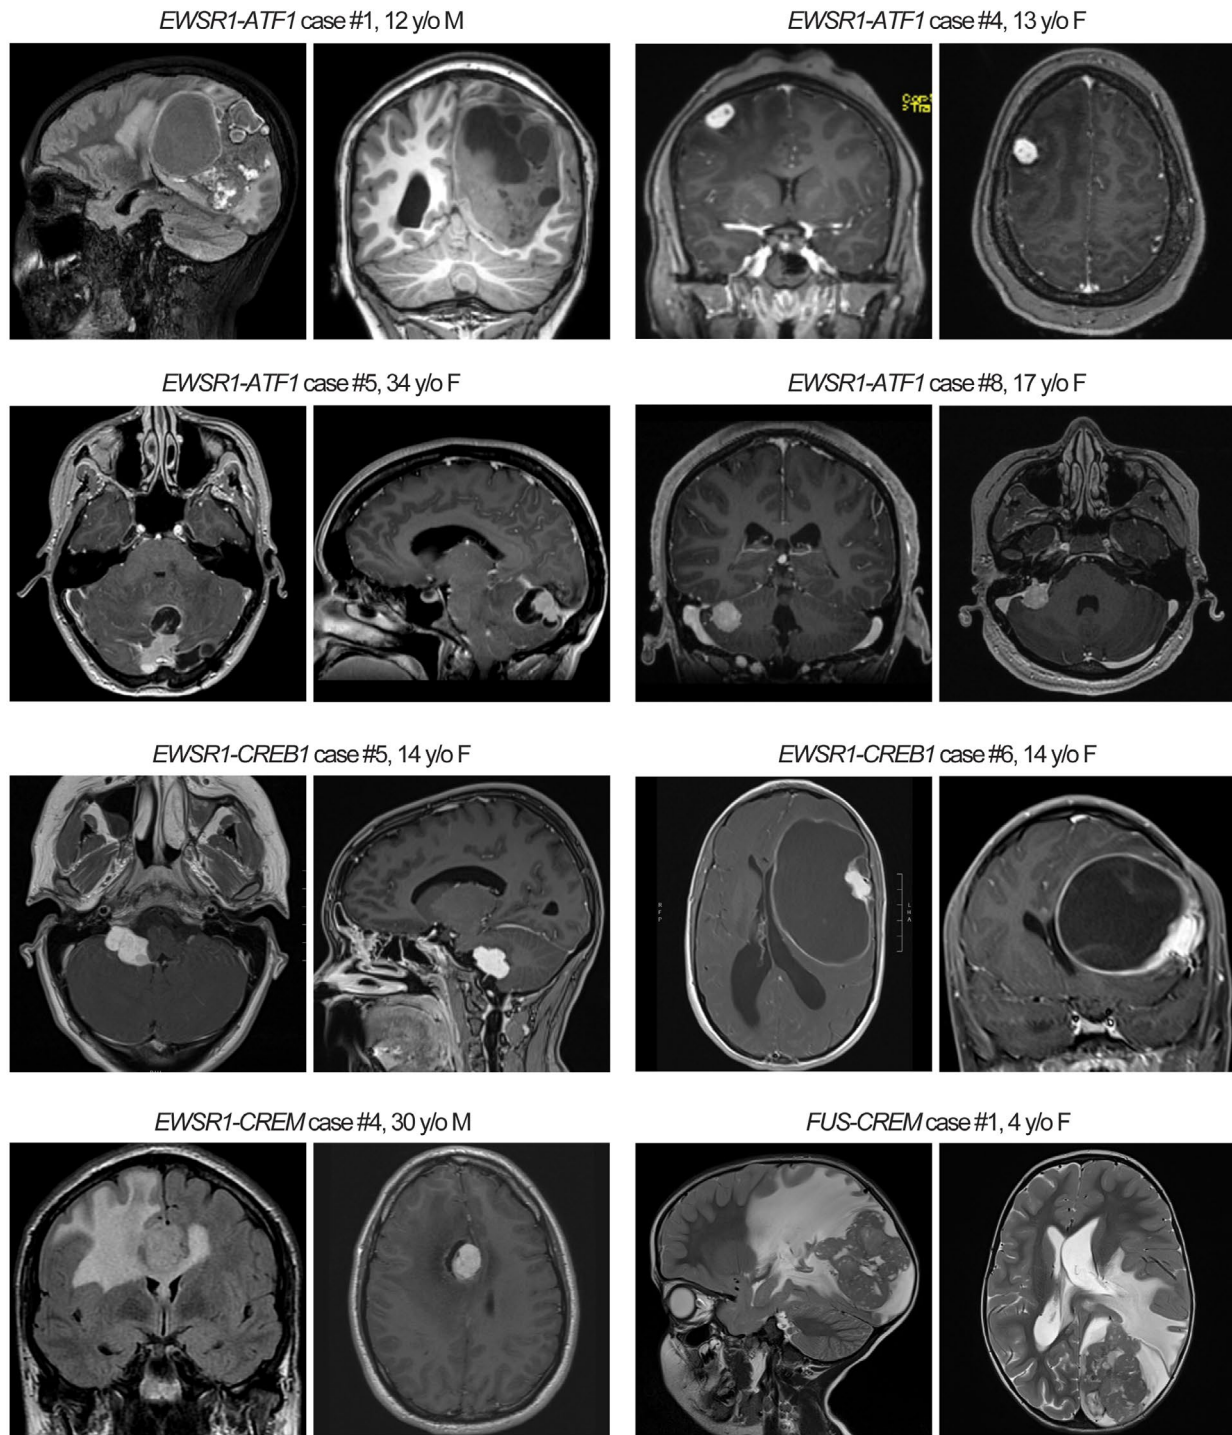 EWSR1-ATF1 case #1, 12 y/o M
EWSR1-ATF1 case #4, 13 y/o F
EWSR1-ATF1 case #5, 34 y/o F
EWSR1-ATF1 case #8, 17 y/o F
EWSR1-CREB1 case #5, 14 y/o F
EWSR1-CREB1 case #6, 14 y/o F
R
F
P
L
H
A
EWSR1-CREM case #4, 30 y/o M
FUS-CREM case #1, 4 y/o F